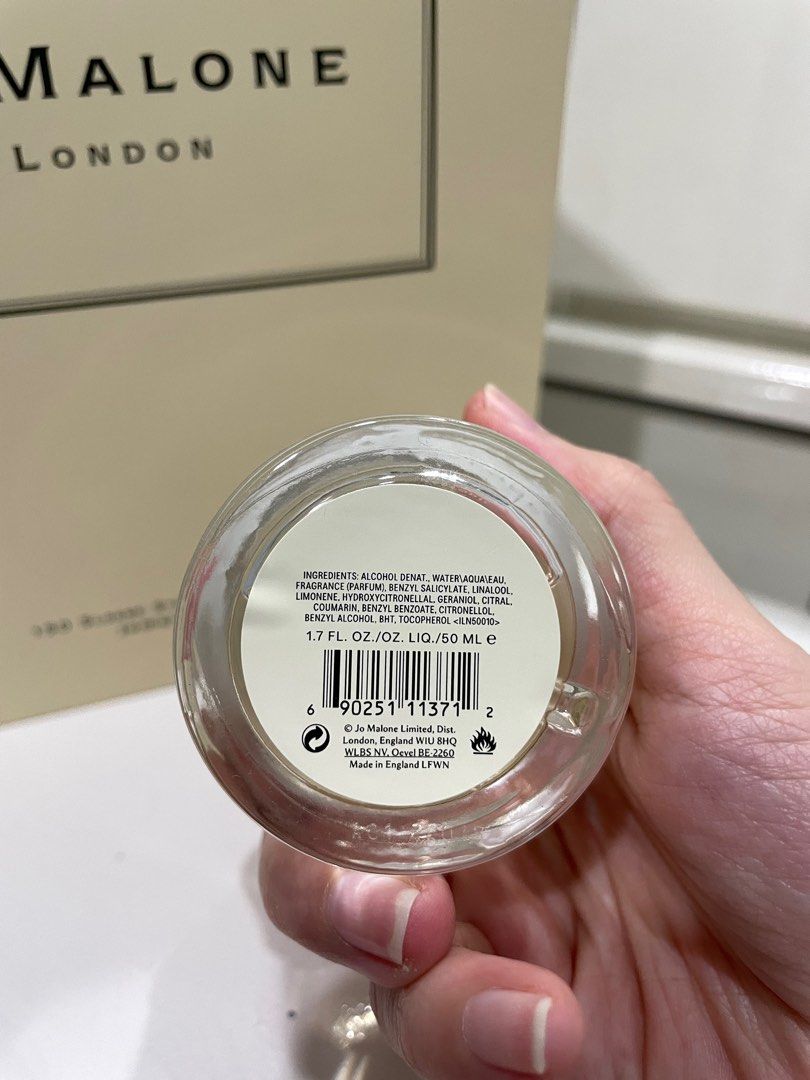 MALONE
LONDON
INGREDIENTS: ALCOHOL DENAT., WATER\AQUA\EAU,
FRAGRANCE (PARFUM), BENZYL SALICYLATE, LINALOOL,
LIMONENE, HYDROXYCITRONELLAL, GERANIOL, CITRAL,
COUMARIN, BENZYL BENZOATE, CITRONELLOL,
BENZYL ALCOHOL, BHT, TOCOPHEROL <ILN50010>
1.7 FL. OZ./OZ. LIQ./50 ML ℮
6 90251 11371 2
© Jo Malone Limited, Dist.
London, England W1U 8HQ
WLBS NV, Oevel BE-2260
Made in England LFWN